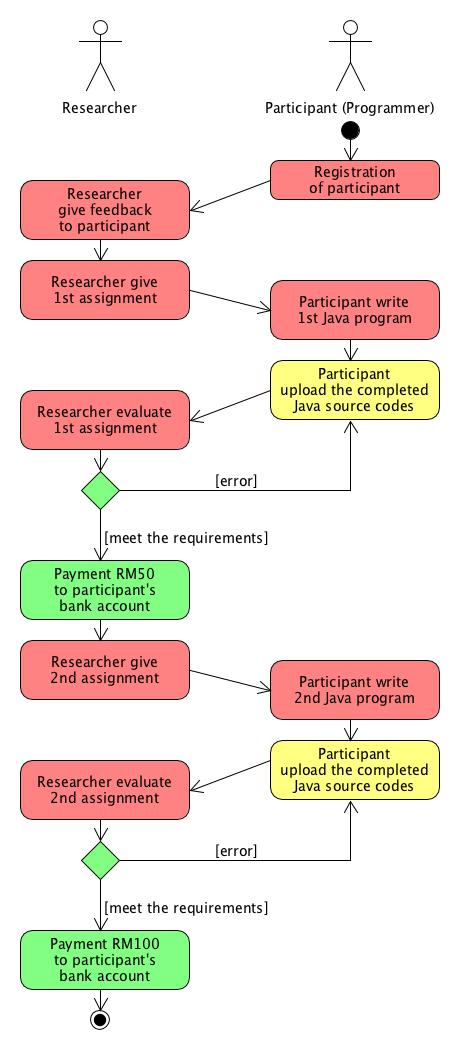 Researcher
Participant (Programmer)
Registration
of participant
Researcher
give feedback
to participant
Researcher give
1st assignment
Participant write
1st Java program
Participant
upload the completed
Java source codes
Researcher evaluate
1st assignment
[error]
[meet the requirements]
Payment RM50
to participant's
bank account
Researcher give
2nd assignment
Participant write
2nd Java program
Participant
upload the completed
Java source codes
Researcher evaluate
2nd assignment
[error]
[meet the requirements]
Payment RM100
to participant's
bank account